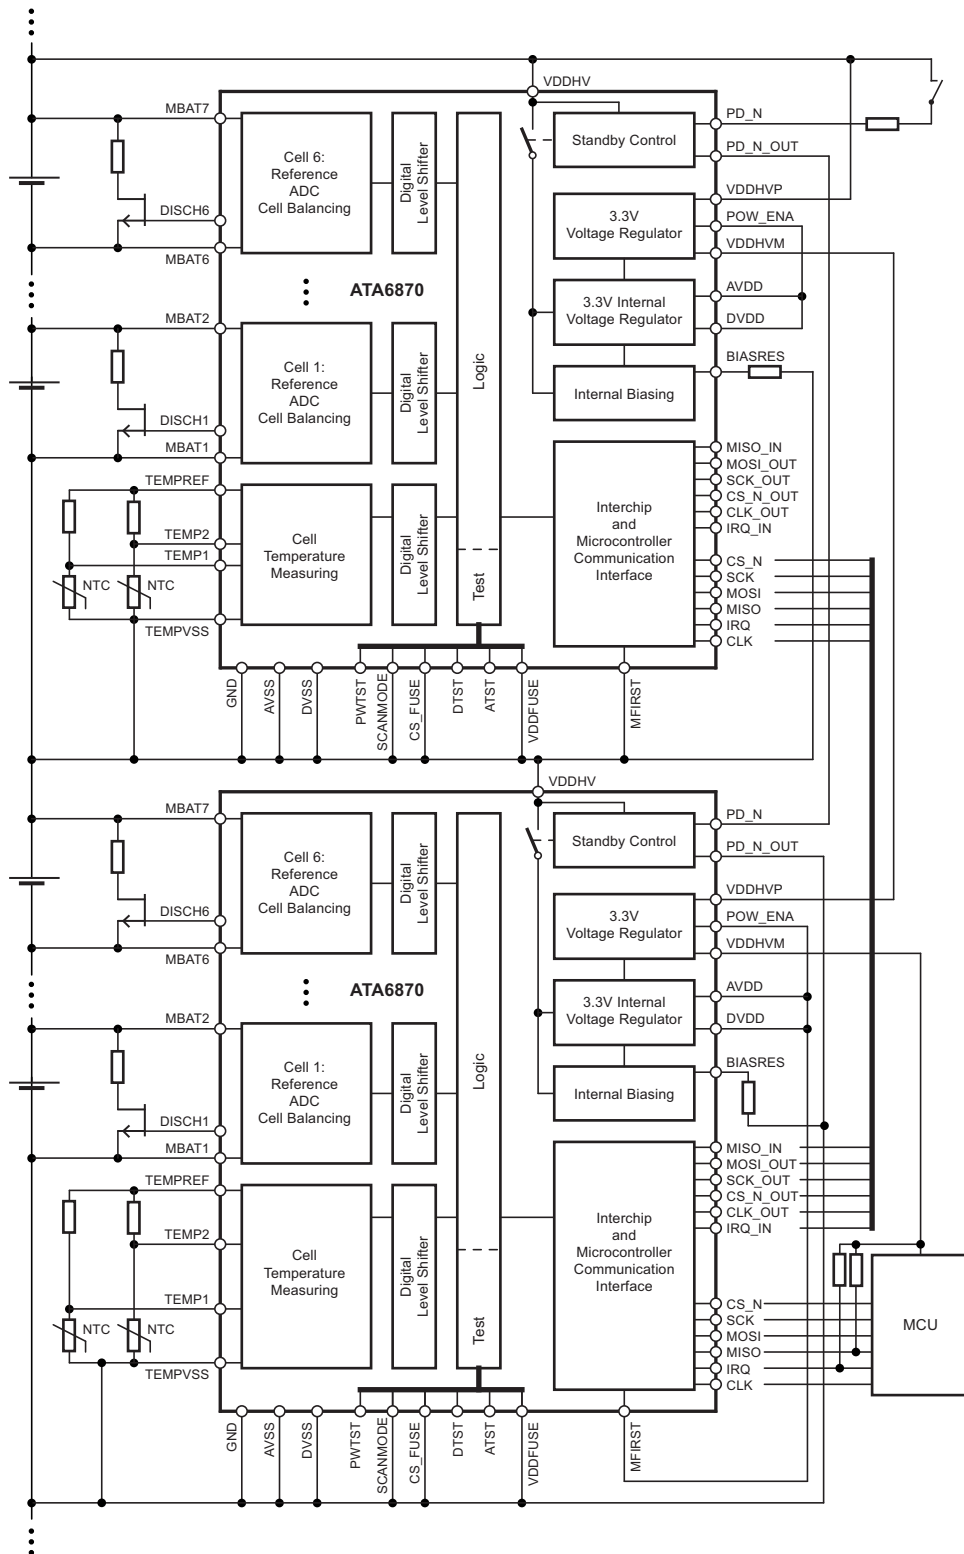 VDDHV
MBAT7
PD_N
Cell 6:
Reference
ADC
Cell Balancing
Digital
Level Shifter
Standby Control
PD_N_OUT
VDDHVP
DISCH6
3.3V
Voltage Regulator
POW_ENA
MBAT6
VDDHVM
ATA6870
3.3V Internal
Voltage Regulator
AVDD
MBAT2
DVDD
Cell 1:
Reference
ADC
Cell Balancing
Digital
Level Shifter
Logic
BIASRES
Internal Biasing
DISCH1
MBAT1
MISO_IN
MOSI_OUT
SCK_OUT
CS_N_OUT
CLK_OUT
IRQ_IN
TEMPREF
TEMP2
TEMP1
Cell
Temperature
Measuring
Digital
Level Shifter
Test
Interchip
and
Microcontroller
Communication
Interface
CS_N
SCK
MOSI
MISO
IRQ
CLK
NTC
NTC
TEMPVSS
GND
AVSS
DVSS
PWTST
SCANMODE
CS_FUSE
DTST
ATST
VDDFUSE
MFIRST
VDDHV
MBAT7
PD_N
Cell 6:
Reference
ADC
Cell Balancing
Digital
Level Shifter
Standby Control
PD_N_OUT
VDDHVP
DISCH6
3.3V
Voltage Regulator
POW_ENA
MBAT6
VDDHVM
ATA6870
3.3V Internal
Voltage Regulator
AVDD
MBAT2
DVDD
Cell 1:
Reference
ADC
Cell Balancing
Digital
Level Shifter
Logic
BIASRES
Internal Biasing
DISCH1
MBAT1
MISO_IN
MOSI_OUT
SCK_OUT
CS_N_OUT
CLK_OUT
IRQ_IN
TEMPREF
TEMP2
TEMP1
Cell
Temperature
Measuring
Digital
Level Shifter
Test
Interchip
and
Microcontroller
Communication
Interface
CS_N
SCK
MOSI
MISO
IRQ
CLK
MCU
NTC
NTC
TEMPVSS
GND
AVSS
DVSS
PWTST
SCANMODE
CS_FUSE
DTST
ATST
VDDFUSE
MFIRST